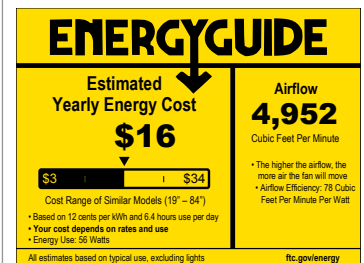 ENERGYGUIDE
Estimated
Yearly Energy Cost
$16
$3
$34
Cost Range of Similar Models (19" – 84")
• Based on 12 cents per kWh and 6.4 hours use per day
• Your cost depends on rates and use
• Energy Use: 56 Watts
Airflow
4,952
Cubic Feet Per Minute
• The higher the airflow, the
more air the fan will move
• Airflow Efficiency: 78 Cubic
Feet Per Minute Per Watt
All estimates based on typical use, excluding lights
ftc.gov/energy